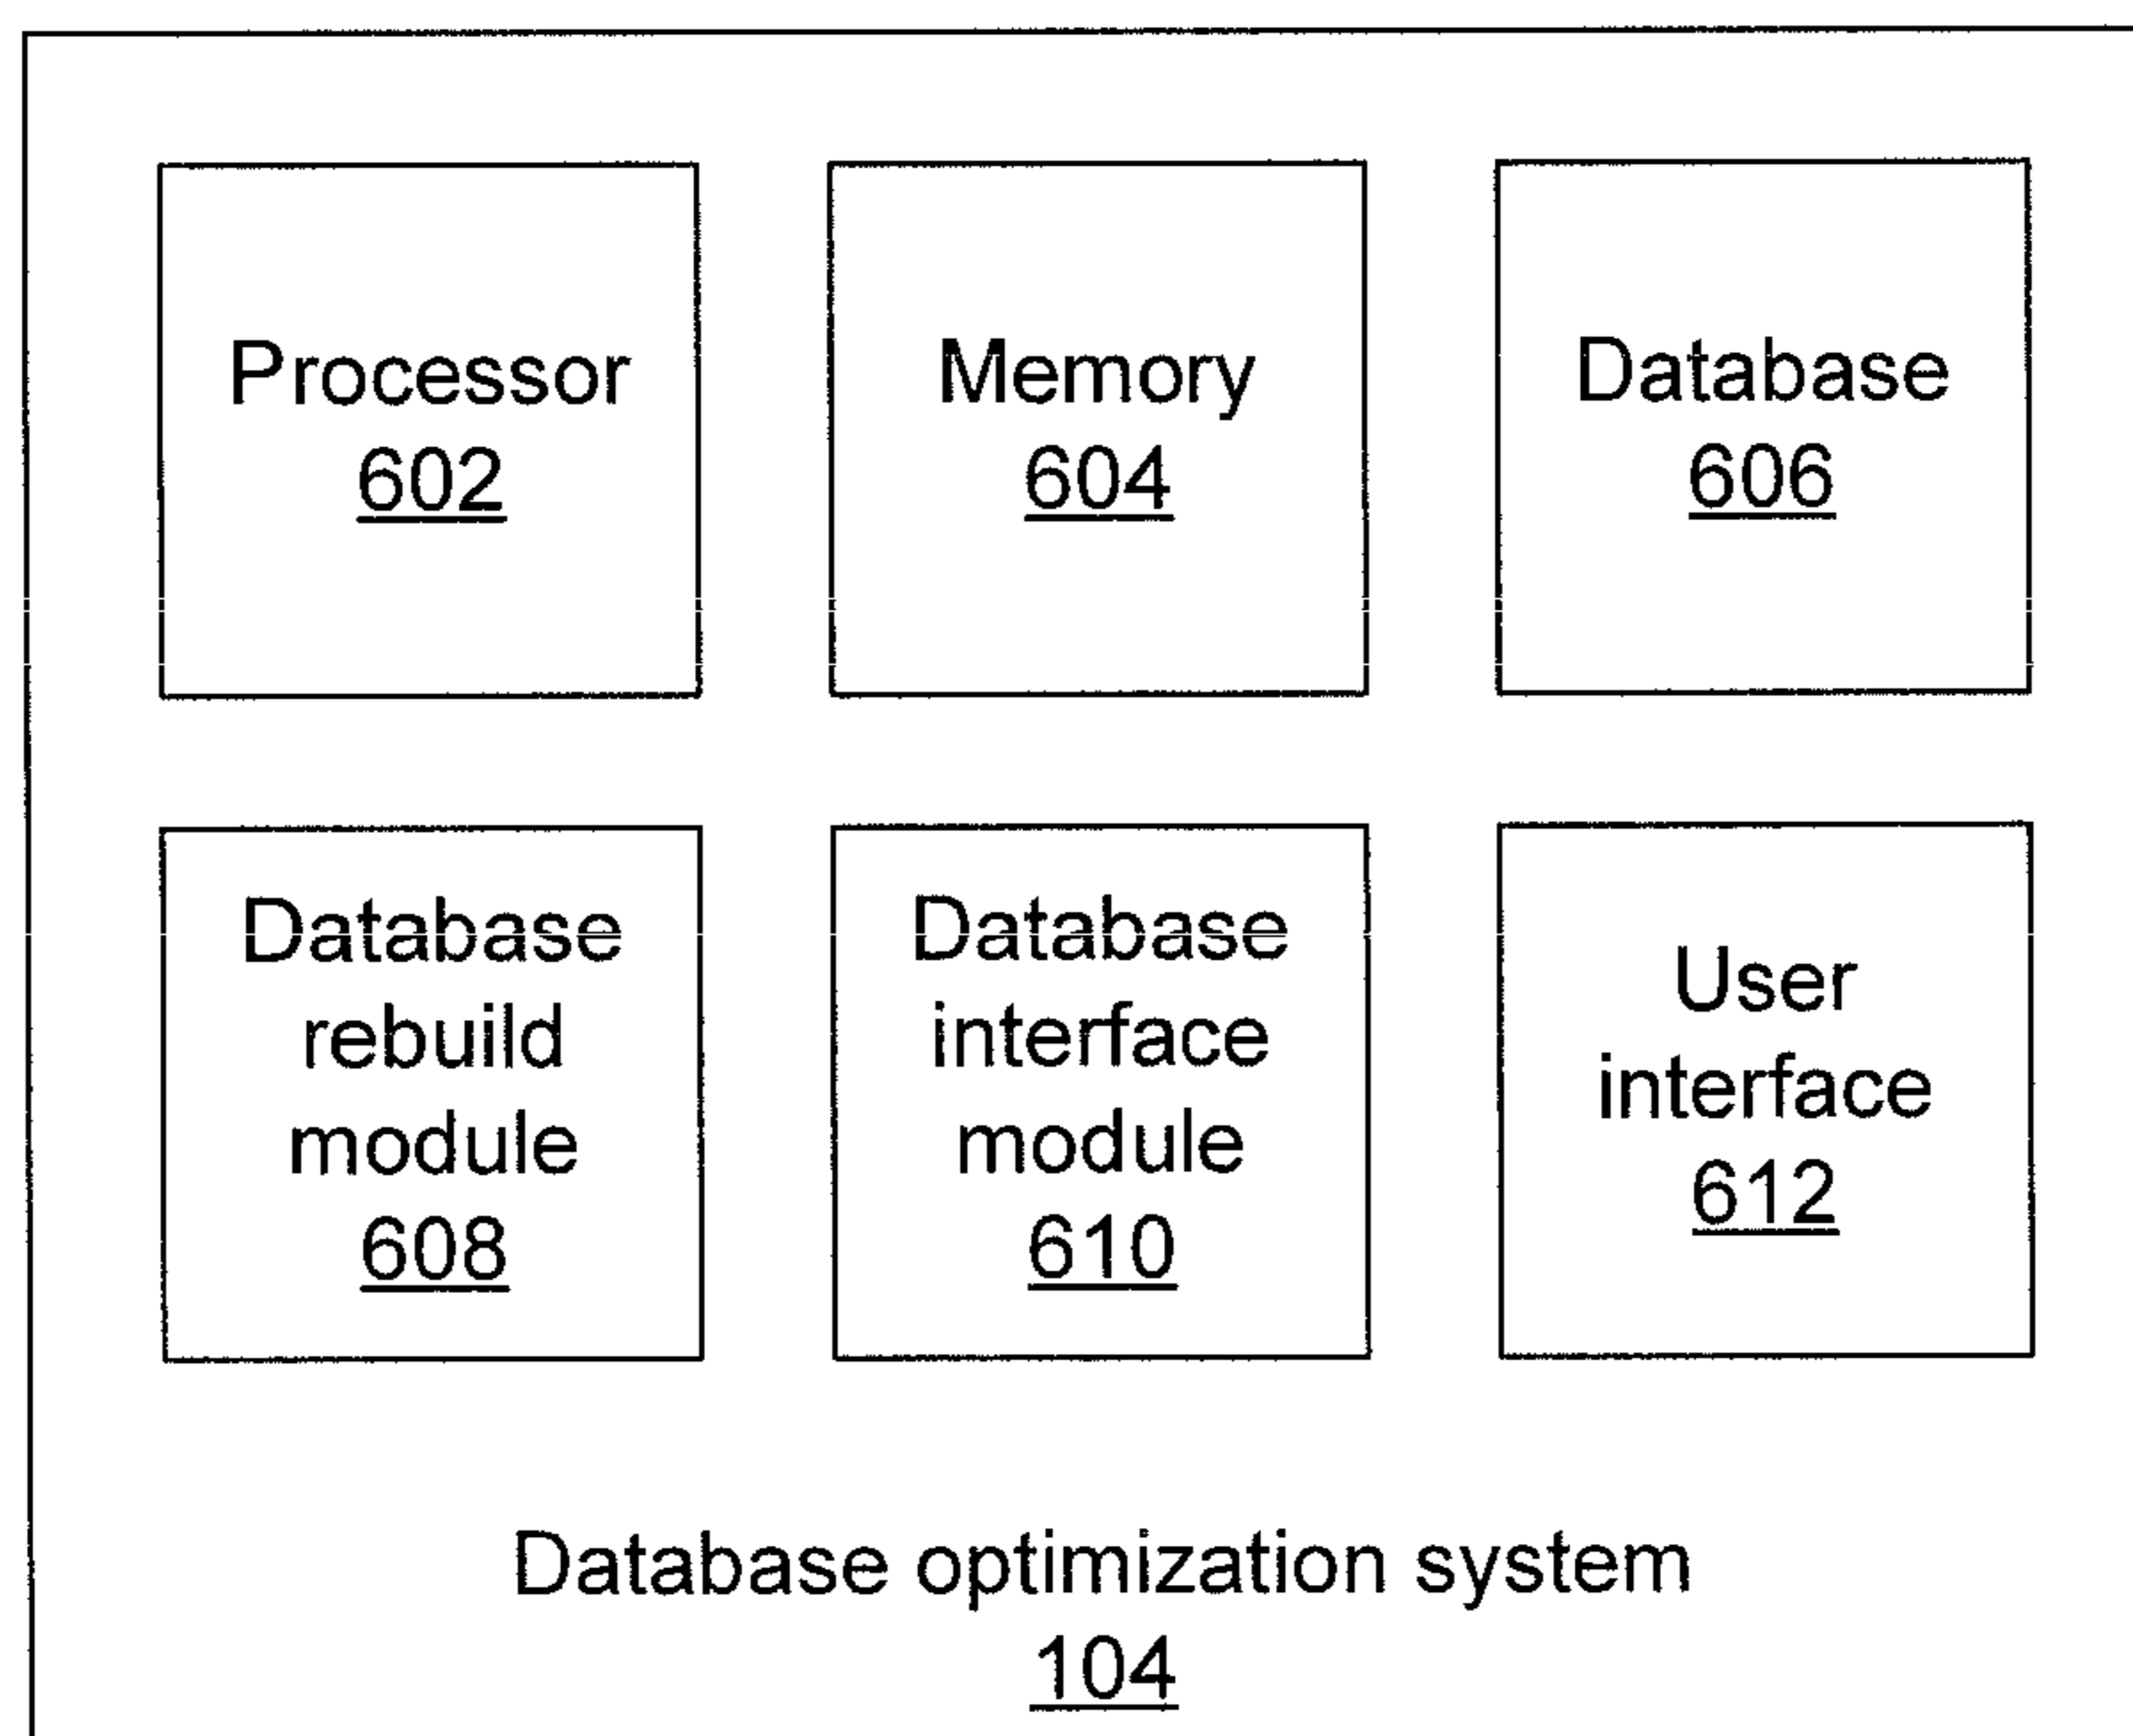 Processor
602
Memory
604
Database
606
Database
rebuild
module
608
Database
interface
module
610
User
interface
612
Database optimization system
104